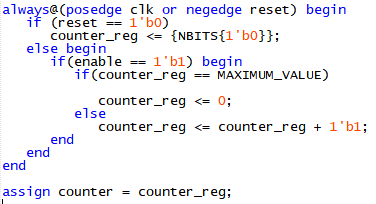 always@(posedge clk or negedge reset) begin
if (reset == 1'b0)
counter_reg <= {NBITS{1'b0}};
else begin
if(enable == 1'b1) begin
if(counter_reg == MAXIMUM_VALUE)
counter_reg <= 0;
else
counter_reg <= counter_reg + 1'b1;
end
end
end
assign counter = counter_reg;